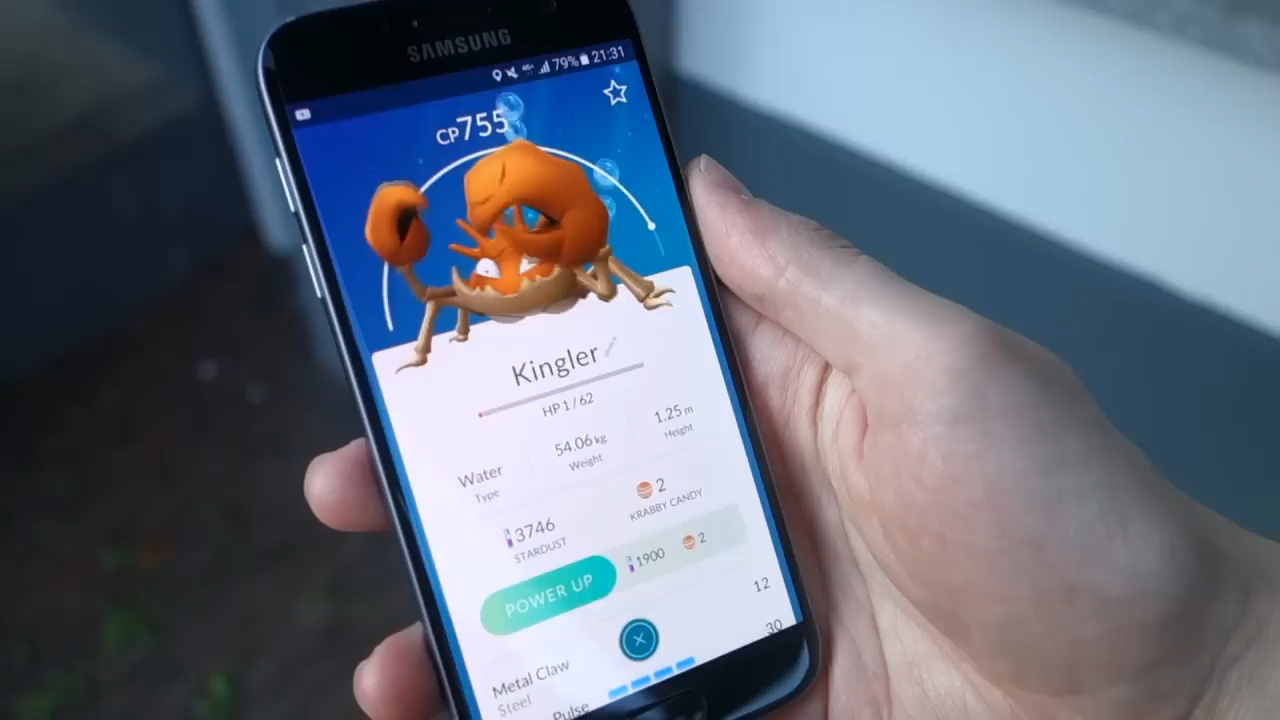 SAMSUNG
4G+ 79% 21:31
CP755
Kingler
HP 1 / 62
Water
Type
54.06 kg
Weight
1.25 m
Height
3746
STARDUST
2
KRABBY CANDY
POWER UP
1900
2
Metal Claw
Steel
12
Pulse
30